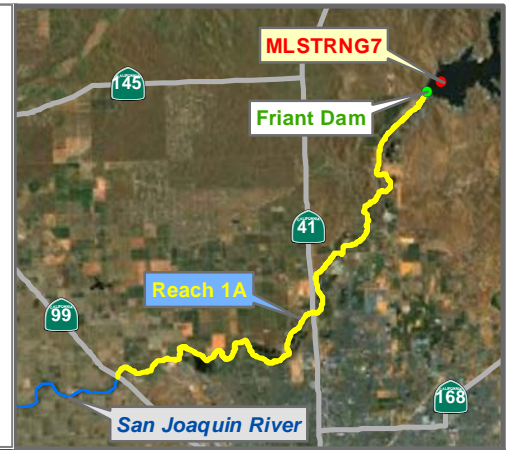 MLSTRNG7
145
Friant Dam
41
Reach 1A
99
168
San Joaquin River